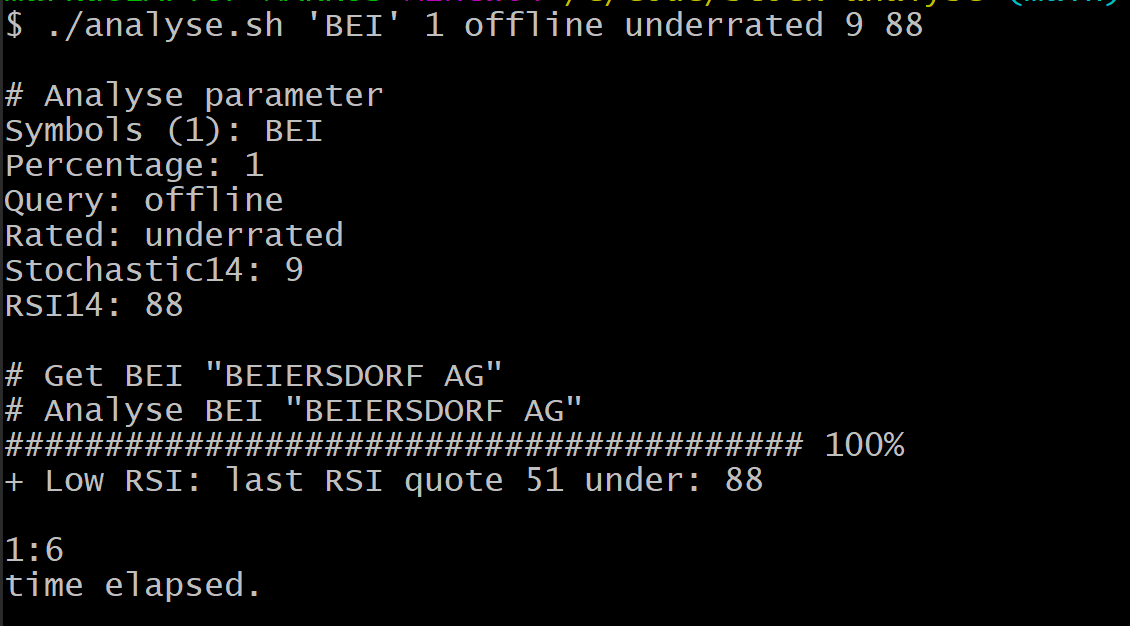 $ ./analyse.sh 'BEI' 1 offline underrated 9 88
# Analyse parameter
Symbols (1): BEI
Percentage: 1
Query: offline
Rated: underrated
Stochastic14: 9
RSI14: 88
# Get BEI "BEIERSDORF AG"
# Analyse BEI "BEIERSDORF AG"
######################################## 100%
+ Low RSI: last RSI quote 51 under: 88
1:6
time elapsed.